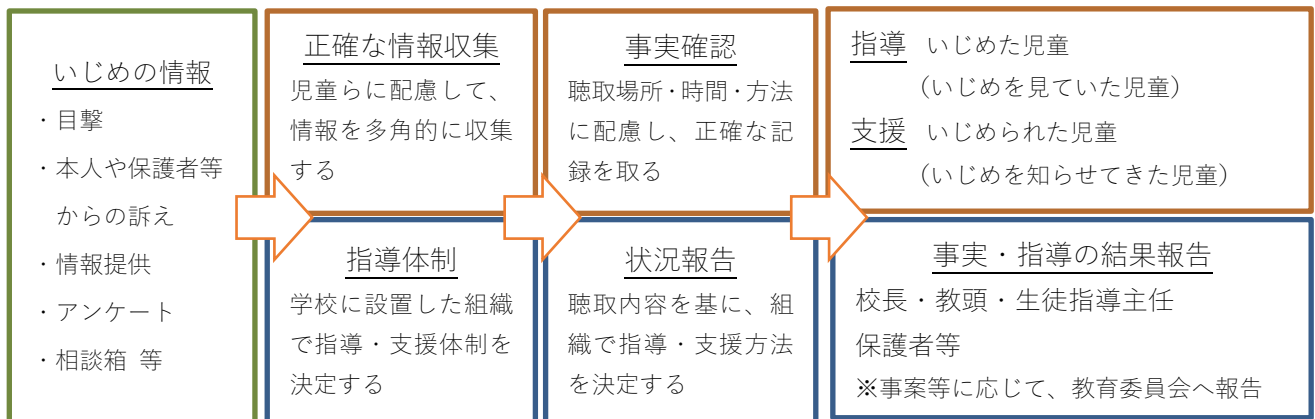 いじめの情報
・目撃
・本人や保護者等
からの訴え
・情報提供
・アンケート
・相談箱 等
正確な情報収集
児童らに配慮して、
情報を多角的に収集
する
指導体制
学校に設置した組織
で指導・支援体制を
決定する
事実確認
聴取場所・時間・方法
に配慮し、正確な記
録を取る
状況報告
聴取内容を基に、組
織で指導・支援方法
を決定する
指導 いじめた児童
(いじめを見ていた児童)
支援 いじめられた児童
(いじめを知らせてきた児童)
事実・指導の結果報告
校長・教頭・生徒指導主任
保護者等
※事案等に応じて、教育委員会へ報告